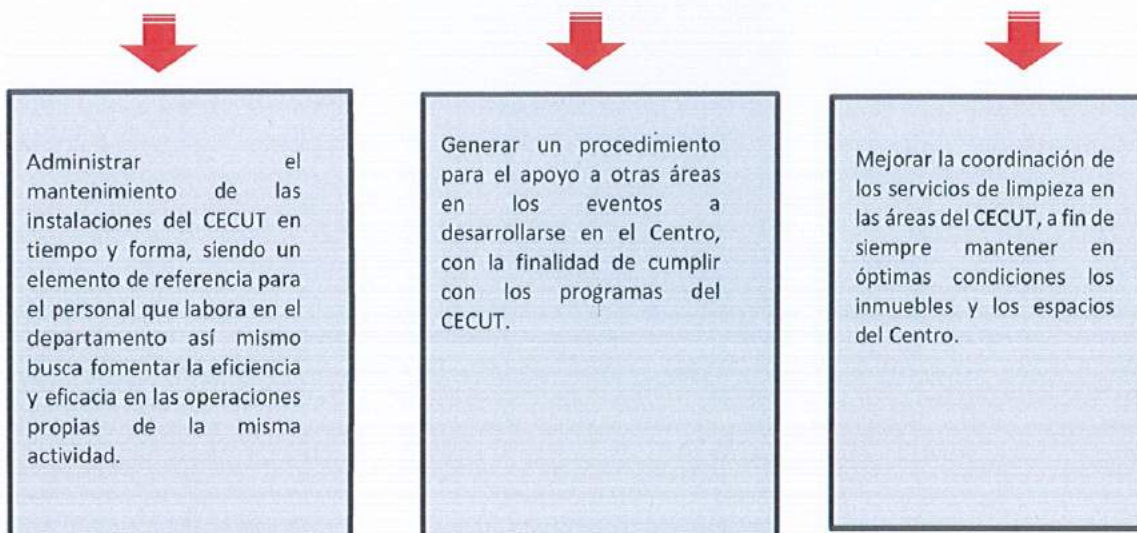 Administrar el
mantenimiento de las
instalaciones del CECUT en
tiempo y forma, siendo un
elemento de referencia para
el personal que labora en el
departamento así mismo
busca fomentar la eficiencia
y eficacia en las operaciones
propias de la misma
actividad.
Generar un procedimiento
para el apoyo a otras áreas
en los eventos a
desarrollarse en el Centro,
con la finalidad de cumplir
con los programas del
CECUT.
Mejorar la coordinación de
los servicios de limpieza en
las áreas del CECUT, a fin de
siempre mantener en
óptimas condiciones los
inmuebles y los espacios
del Centro.